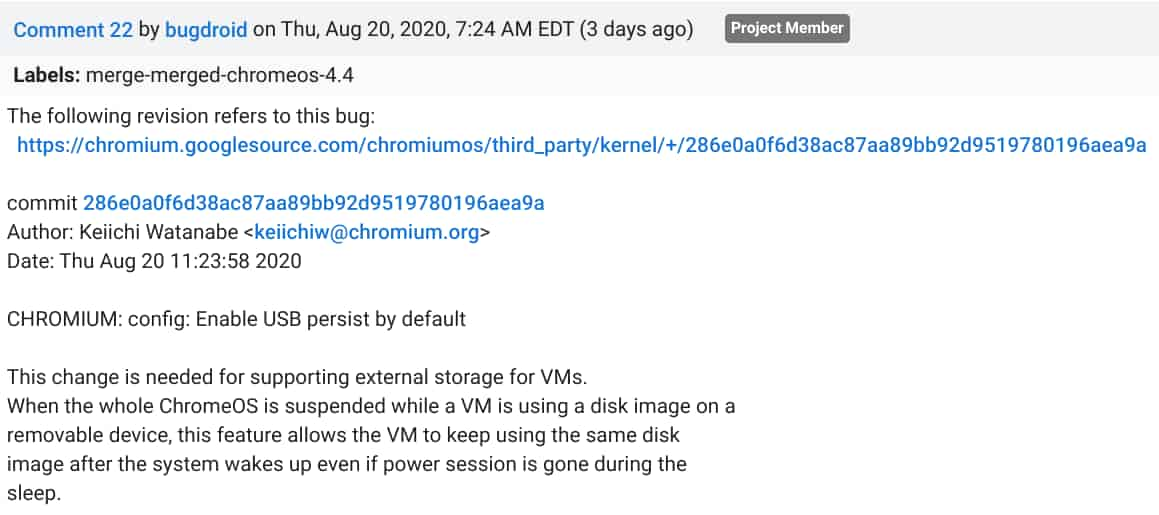 Comment 22 by bugdroid on Thu, Aug 20, 2020, 7:24 AM EDT (3 days ago) Project Member
Labels: merge-merged-chromeos-4.4
The following revision refers to this bug:
https://chromium.googlesource.com/chromiumos/third_party/kernel/+/286e0a0f6d38ac87aa89bb92d9519780196aea9a
commit 286e0a0f6d38ac87aa89bb92d9519780196aea9a
Author: Keiichi Watanabe <keiichiw@chromium.org>
Date: Thu Aug 20 11:23:58 2020
CHROMIUM: config: Enable USB persist by default
This change is needed for supporting external storage for VMs.
When the whole ChromeOS is suspended while a VM is using a disk image on a
removable device, this feature allows the VM to keep using the same disk
image after the system wakes up even if power session is gone during the
sleep.